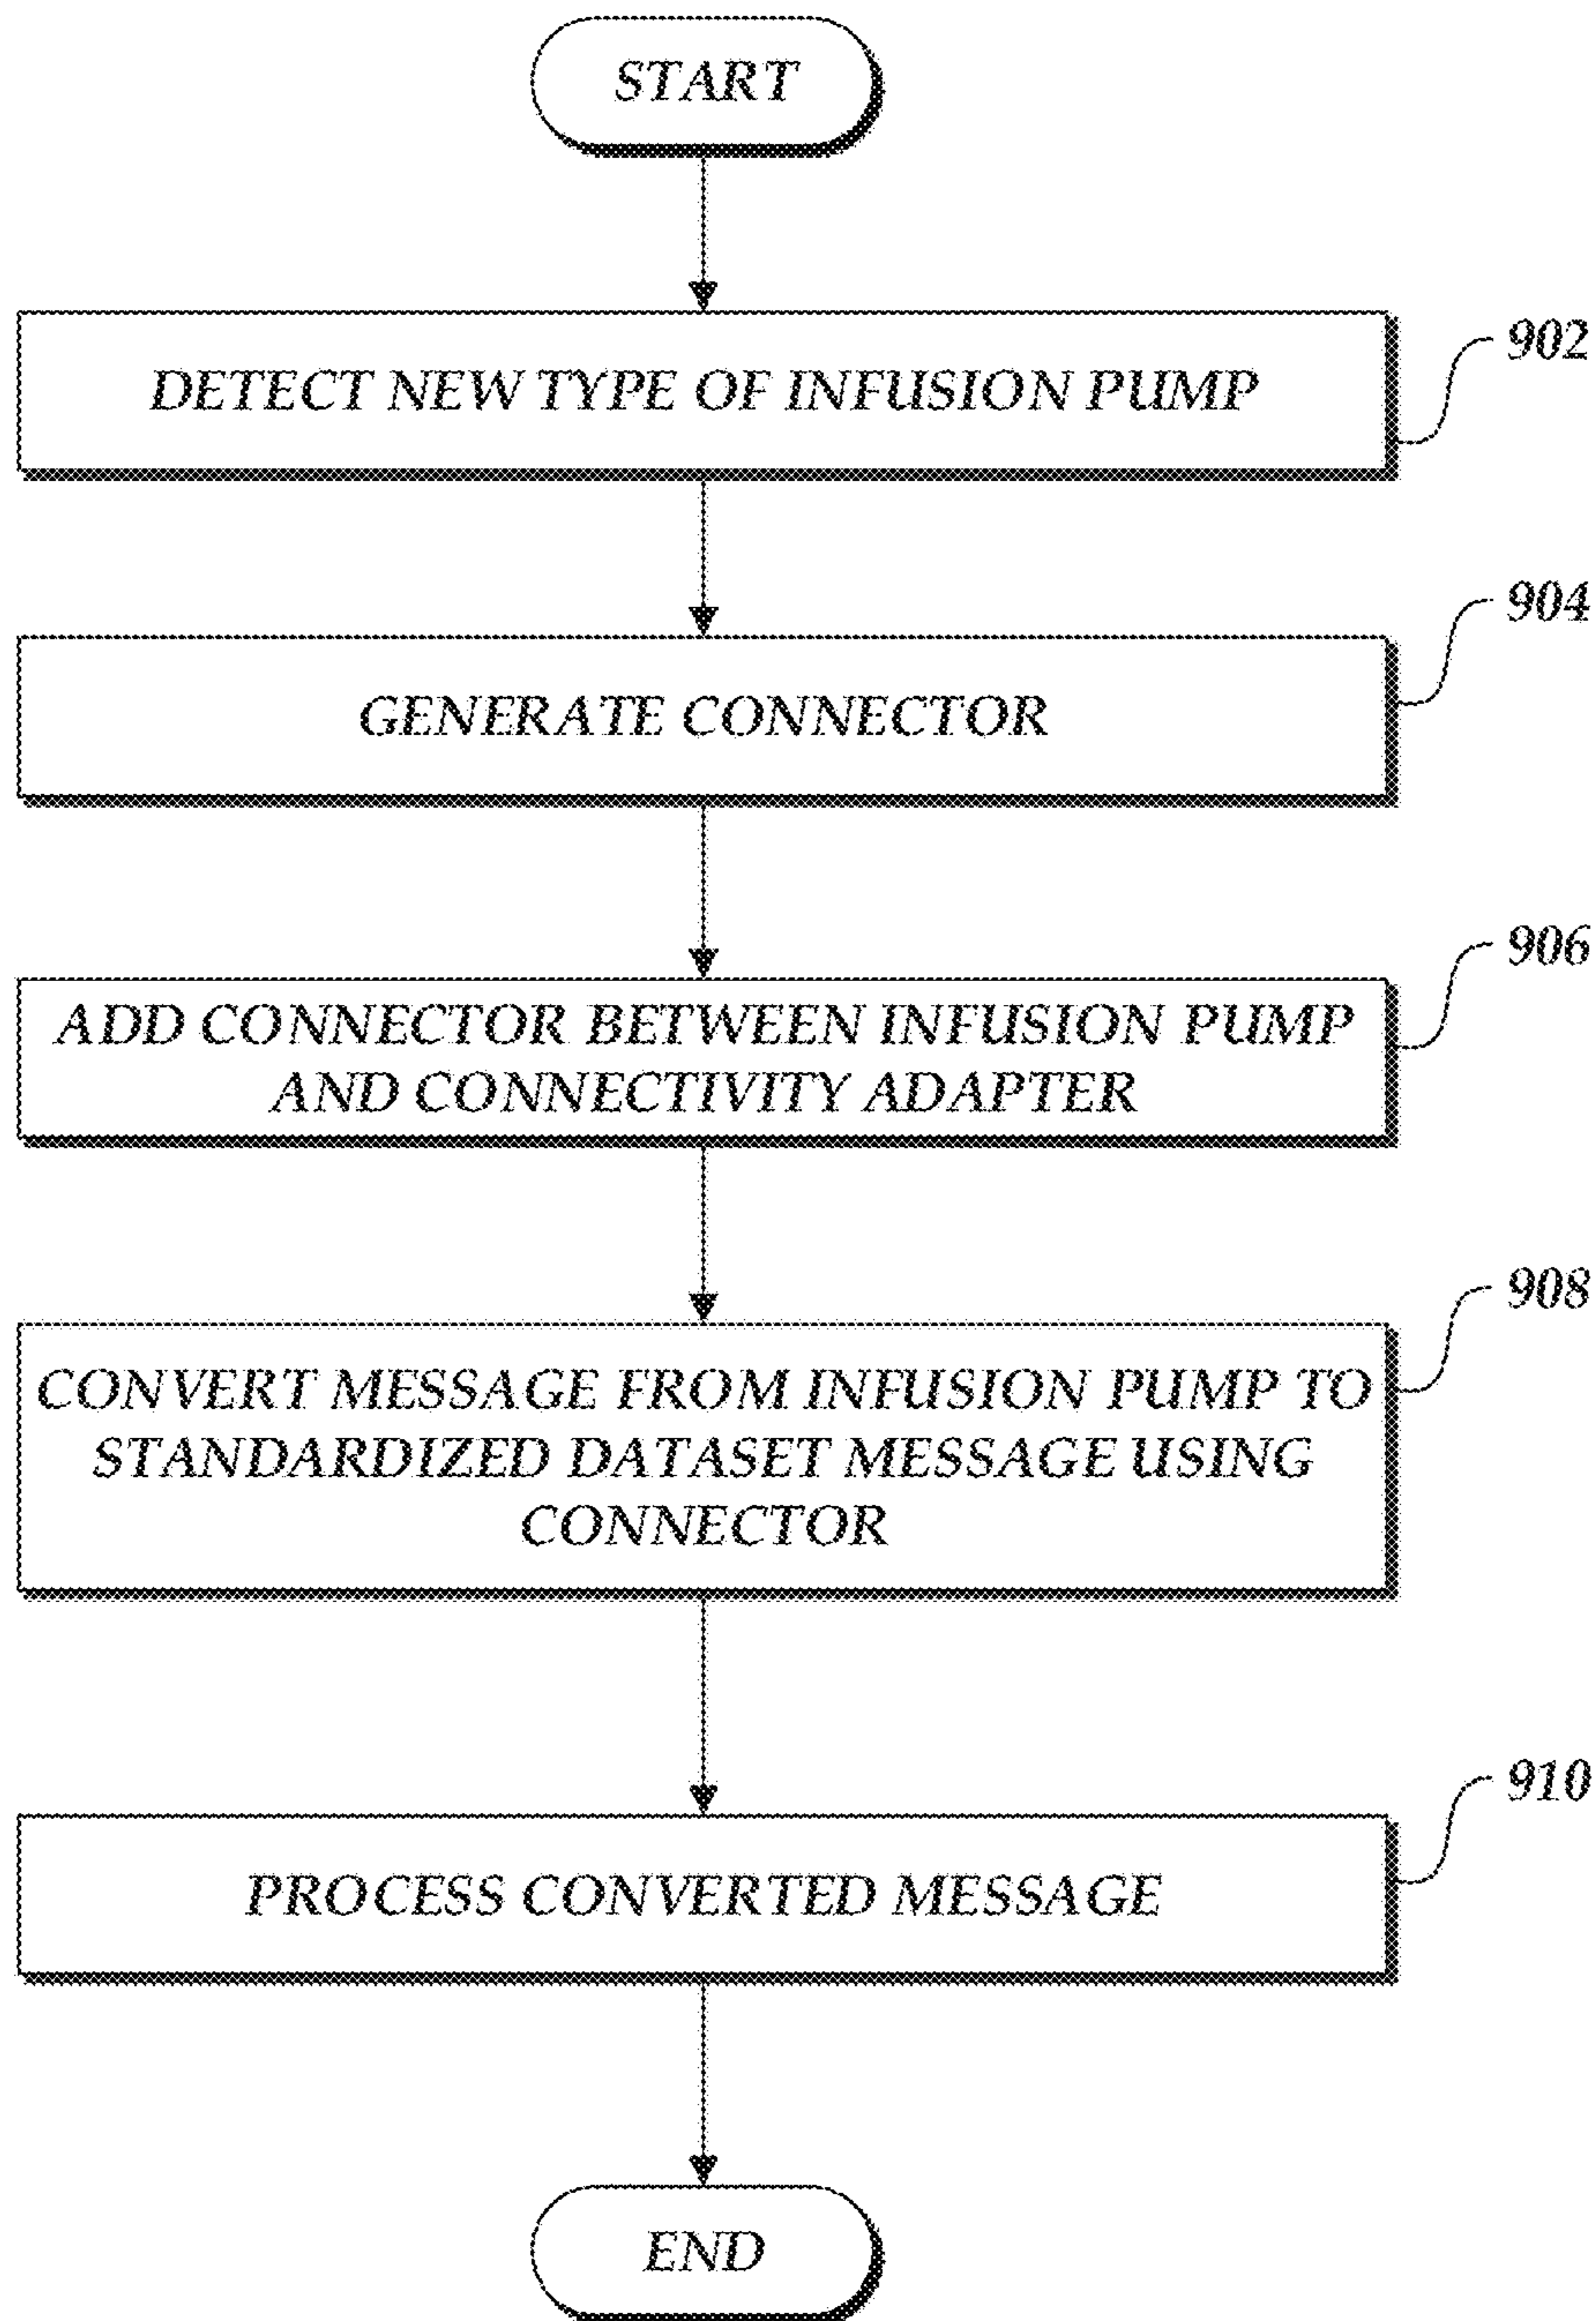 START
DETECT NEW TYPE OF INFUSION PUMP
902
GENERATE CONNECTOR
904
ADD CONNECTOR BETWEEN INFUSION PUMP
AND CONNECTIVITY ADAPTER
906
CONVERT MESSAGE FROM INFUSION PUMP TO
STANDARDIZED DATASET MESSAGE USING
CONNECTOR
908
PROCESS CONVERTED MESSAGE
910
END